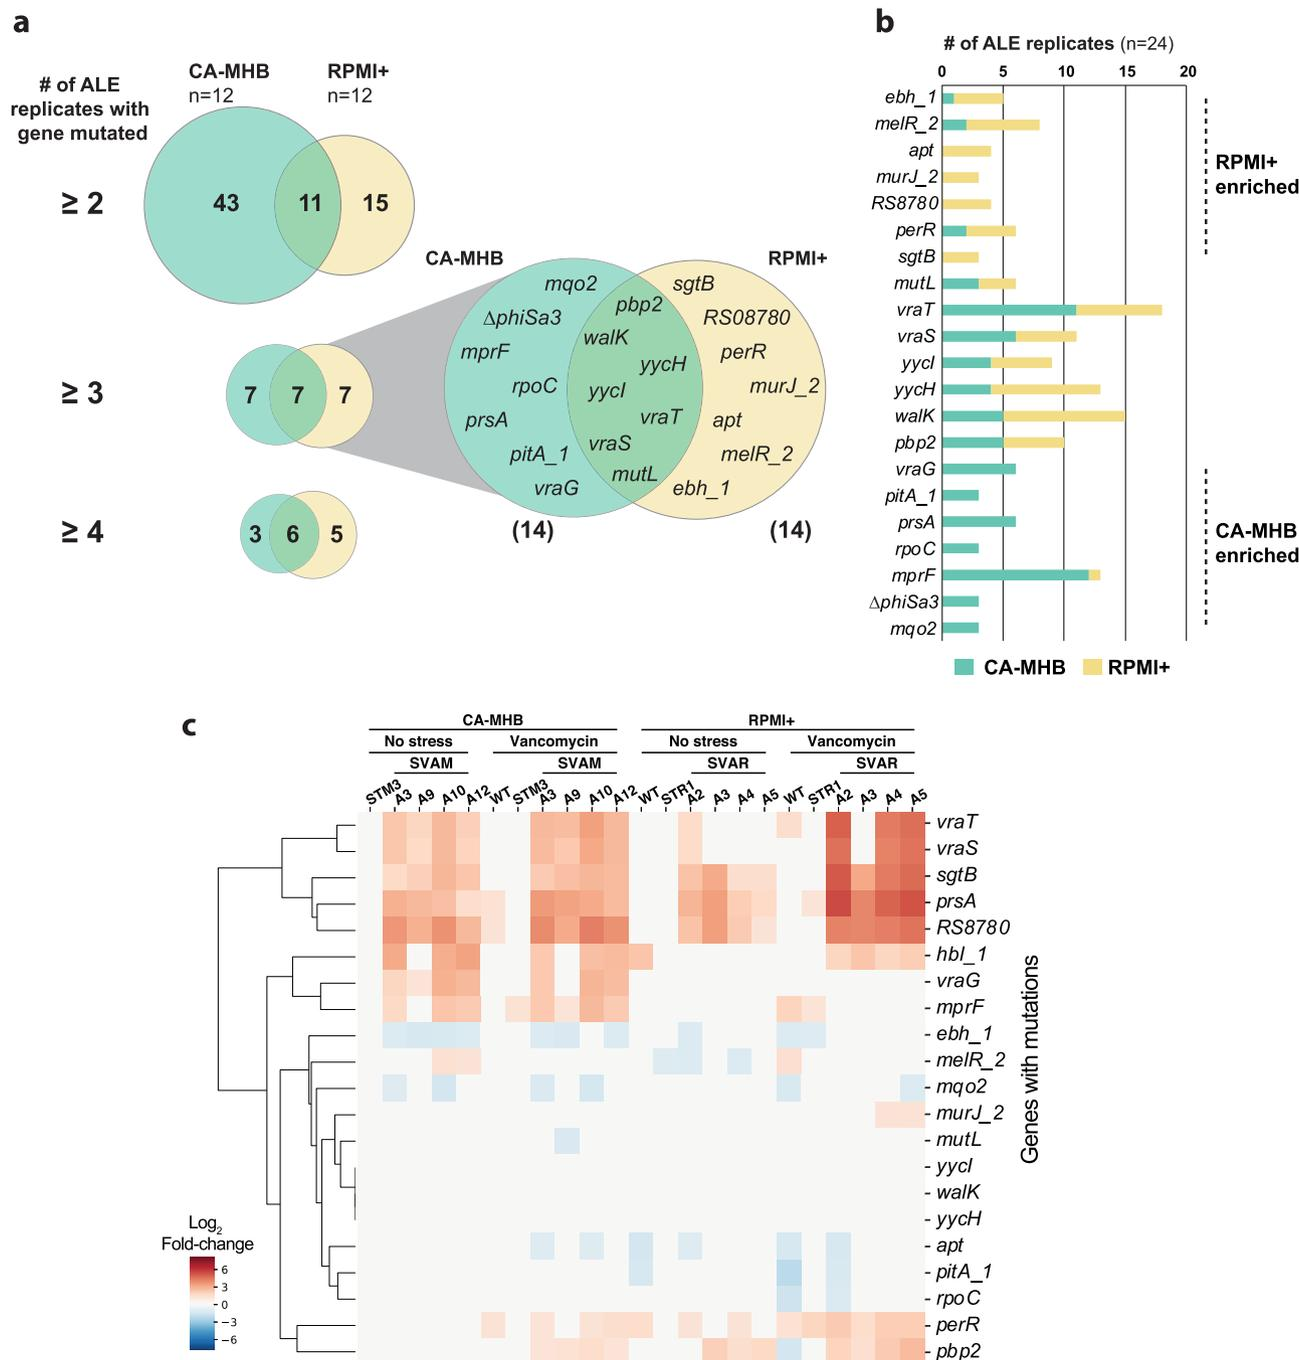 a
# of ALE
replicates with
gene mutated
CA-MHB
n=12
RPMI+
n=12
≥ 2
43
11
15
≥ 3
7
7
7
≥ 4
3
6
5
CA-MHB
RPMI+
mqo2
ΔphiSa3
mprF
rpoC
prsA
pitA_1
vraG
pbp2
walK
yycH
yycI
vraT
vraS
mutL
sgtB
RS08780
perR
murJ_2
apt
melR_2
ebh_1
(14)
(14)
b
# of ALE replicates (n=24)
0 5 10 15 20
ebh_1
melR_2
apt
murJ_2
RS8780
perR
sgtB
mutL
vraT
vraS
yycI
yycH
walK
pbp2
vraG
pitA_1
prsA
rpoC
mprF
ΔphiSa3
mqo2
RPMI+
enriched
CA-MHB
enriched
CA-MHB RPMI+
c
CA-MHB RPMI+
No stress Vancomycin No stress Vancomycin
SVAM SVAM SVAR SVAR
STM3 A3 A9 A10 A12 WT STM3 A3 A9 A10 A12 WT STR1 A2 A3 A4 A5 WT STR1 A2 A3 A4 A5
vraT
vraS
sgtB
prsA
RS8780
hbl_1
vraG
mprF
ebh_1
melR_2
mqo2
murJ_2
mutL
yycI
walK
yycH
apt
pitA_1
rpoC
perR
pbp2
Genes with mutations
Log2
Fold-change
6
3
0
−3
−6